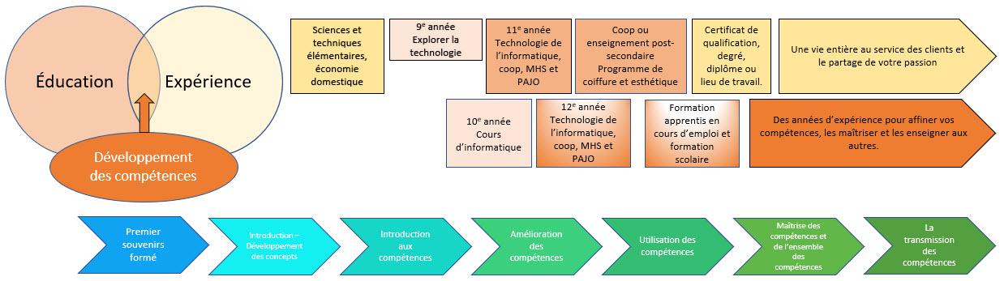 Éducation
Expérience
Développement
des compétences
Sciences et
techniques
élémentaires,
économie
domestique
9e année
Explorer la
technologie
11e année
Technologie de
l’informatique,
coop, MHS et
PAJO
Coop ou
enseignement post-
secondaire
Programme de
coiffure et esthétique
Certificat de
qualification,
degré,
diplôme ou
lieu de travail.
Une vie entière au service des clients et
le partage de votre passion
10e année
Cours
d’informatique
12e année
Technologie de
l’informatique,
coop, MHS et
PAJO
Formation
apprentis en
cours d’emploi et
formation
scolaire
Des années d’expérience pour affiner vos
compétences, les maîtriser et les enseigner aux
autres.
Premier
souvenirs
formé
Introduction –
Développement
des concepts
Introduction
aux
compétences
Amélioration
des
compétences
Utilisation des
compétences
Maîtrise des
compétences et
de l’ensemble
des
compétences
La
transmission
des
compétences